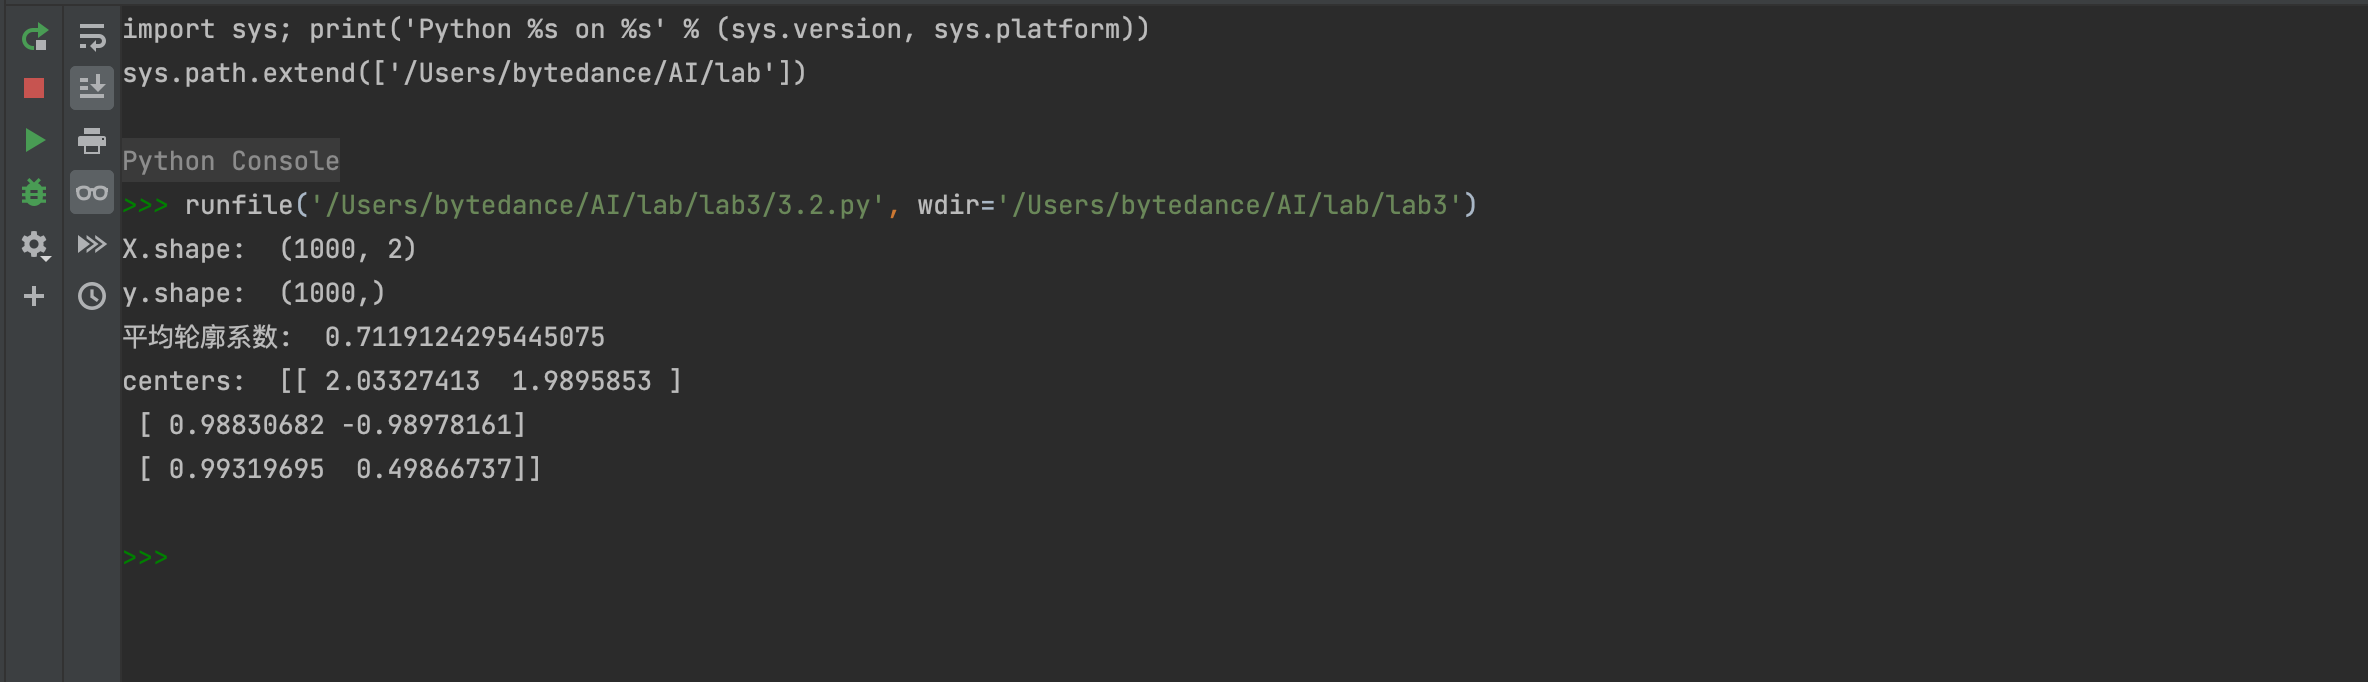 import sys; print('Python %s on %s' % (sys.version, sys.platform))
sys.path.extend(['/Users/bytedance/AI/lab'])
Python Console
>>> runfile('/Users/bytedance/AI/lab/lab3/3.2.py', wdir='/Users/bytedance/AI/lab/lab3')
X.shape:  (1000, 2)
y.shape:  (1000,)
平均轮廓系数:  0.7119124295445075
centers:  [[ 2.03327413  1.9895853 ]
 [ 0.98830682 -0.98978161]
 [ 0.99319695  0.49866737]]
>>>